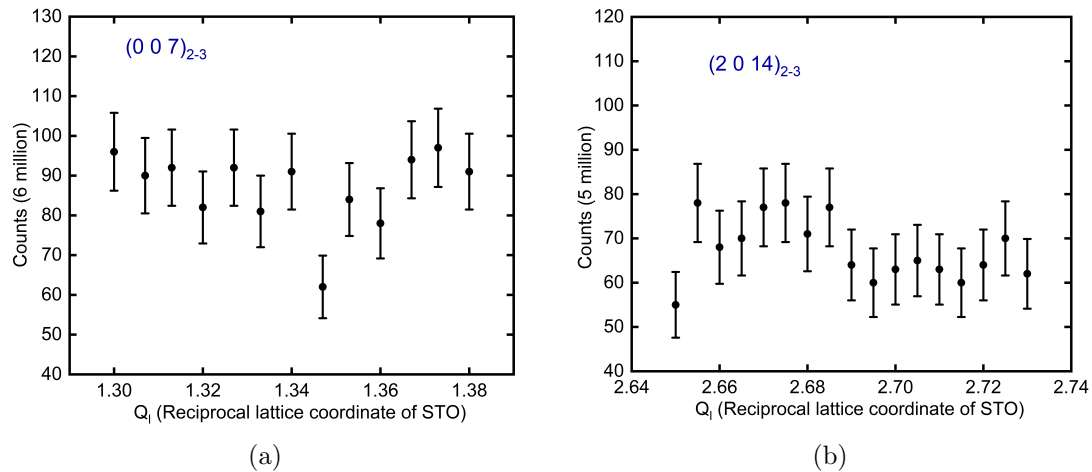 130
120
110
100
90
80
70
60
50
40
Counts (6 million)
(0 0 7)2-3
1.30 1.32 1.34 1.36 1.38
Ql (Reciprocal lattice coordinate of STO)
(a)
120
110
100
90
80
70
60
50
40
Counts (5 million)
(2 0 14)2-3
2.64 2.66 2.68 2.70 2.72 2.74
Ql (Reciprocal lattice coordinate of STO)
(b)